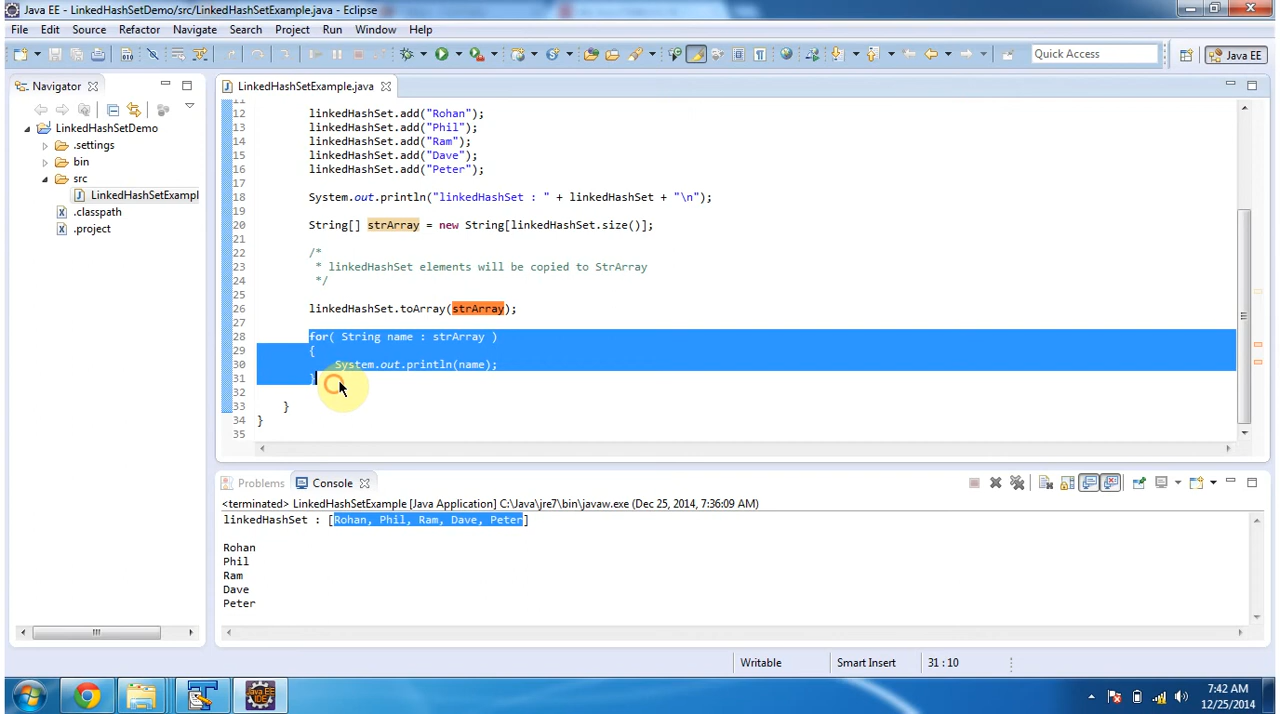 Java EE - LinkedHashSetDemo/src/LinkedHashSetExample.java - Eclipse
File Edit Source Refactor Navigate Search Project Run Window Help
Quick Access Java EE
Navigator
LinkedHashSetExample.java
LinkedHashSetDemo
.settings
bin
src
LinkedHashSetExampl
.classpath
.project
11
12 linkedHashSet.add("Rohan");
13 linkedHashSet.add("Phil");
14 linkedHashSet.add("Ram");
15 linkedHashSet.add("Dave");
16 linkedHashSet.add("Peter");
17
18 System.out.println("linkedHashSet : " + linkedHashSet + "\n");
19
20 String[] strArray = new String[linkedHashSet.size()];
21
22 /*
23 * linkedHashSet elements will be copied to StrArray
24 */
25
26 linkedHashSet.toArray(strArray);
27
28 for( String name : strArray )
29 {
30 System.out.println(name);
31 }
32
33 }
34 }
35
Problems Console
<terminated> LinkedHashSetExample [Java Application] C:\Java\jre7\bin\javaw.exe (Dec 25, 2014, 7:36:09 AM)
linkedHashSet : [Rohan, Phil, Ram, Dave, Peter]
Rohan
Phil
Ram
Dave
Peter
Writable Smart Insert 31 : 10
Java EE
IDE
7:42 AM
12/25/2014